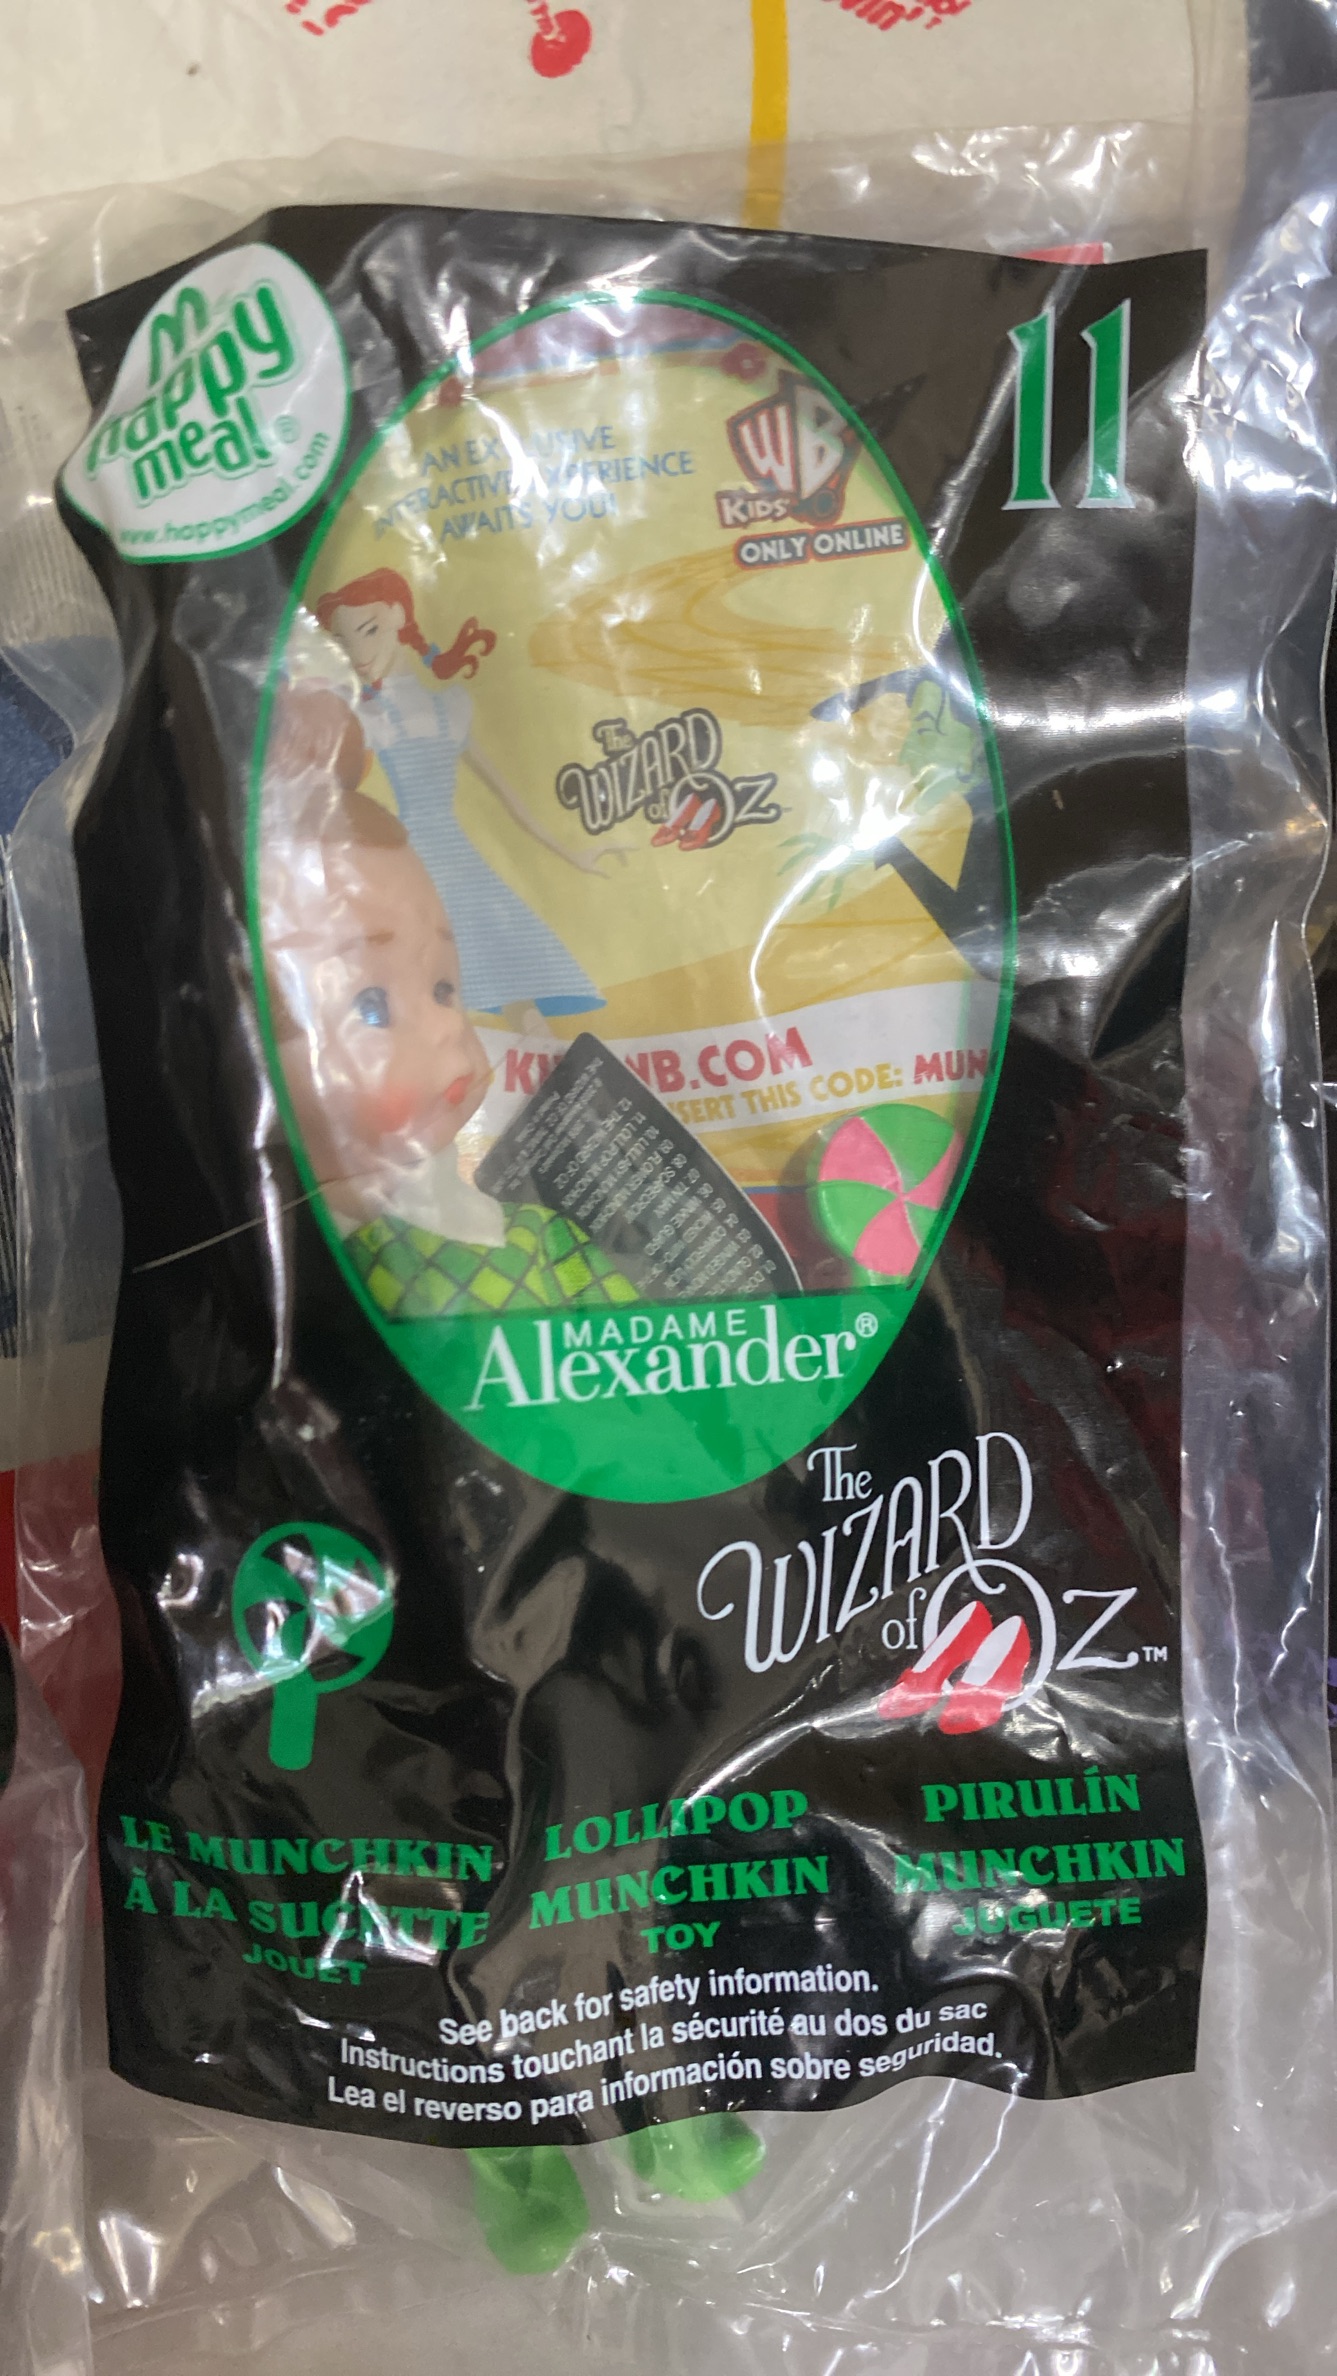 happy
meal®
www.happymeal.com
11
AN EXCLUSIVE
INTERACTIVE EXPERIENCE
AWAITS YOU!
WB
KIDS
ONLY ONLINE
The
WIZARD
of OZ
WB.COM
THIS CODE: MUN
MADAME
Alexander®
The
WIZARD
of OZ™
LE MUNCHKIN
À LA SUCETTE
JOUET
LOLLIPOP
MUNCHKIN
TOY
PIRULÍN
MUNCHKIN
JUGUETE
See back for safety information.
Instructions touchant la sécurité au dos du sac
Lea el reverso para información sobre seguridad.